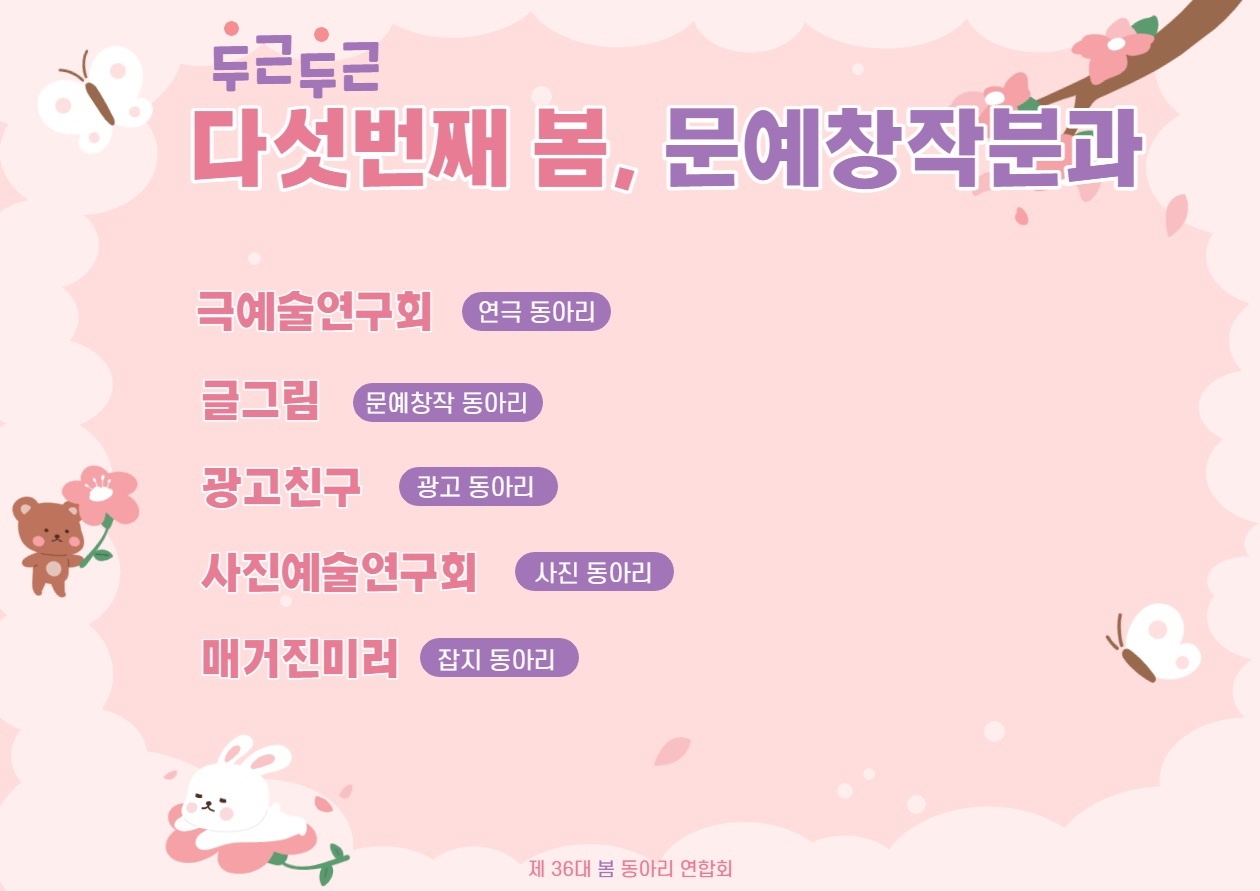 두근두근
다섯번째 봄, 문예창작분과
극예술연구회 연극 동아리
글그림 문예창작 동아리
광고친구 광고 동아리
사진예술연구회 사진 동아리
매거진미러 잡지 동아리
제 36대 봄 동아리 연합회